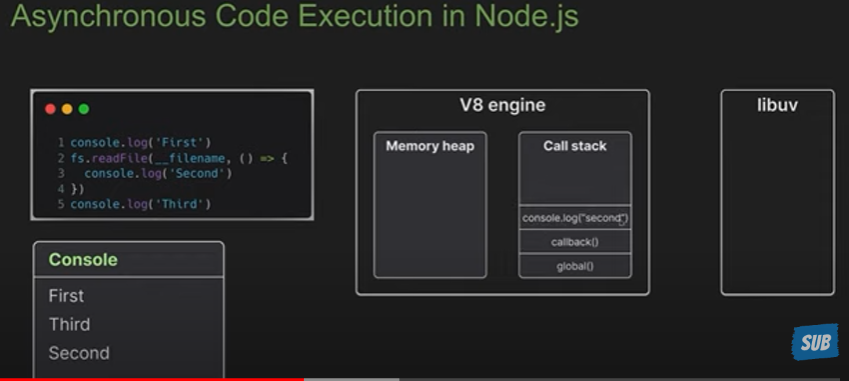 Asynchronous Code Execution in Node.js
1 console.log('First')
2 fs.readFile(__filename, () => {
3   console.log('Second')
4 })
5 console.log('Third')
Console
First
Third
Second
V8 engine
Memory heap
Call stack
console.log("second")
callback()
global()
libuv
SUB